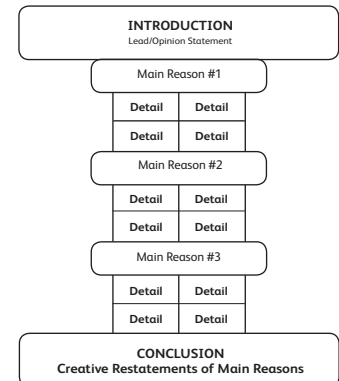 INTRODUCTION
Lead/Opinion Statement
Main Reason #1
Detail Detail
Detail Detail
Main Reason #2
Detail Detail
Detail Detail
Main Reason #3
Detail Detail
Detail Detail
CONCLUSION
Creative Restatements of Main Reasons